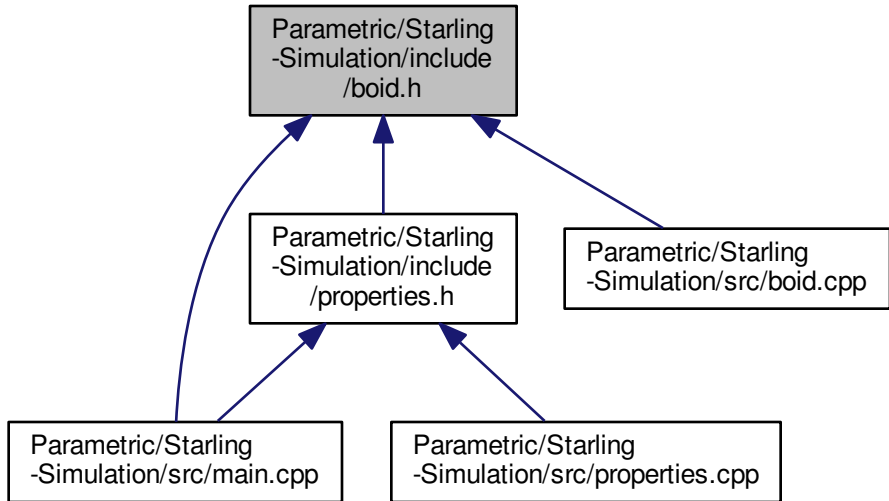 Parametric/Starling
-Simulation/include
/boid.h
Parametric/Starling
-Simulation/include
/properties.h
Parametric/Starling
-Simulation/src/boid.cpp
Parametric/Starling
-Simulation/src/main.cpp
Parametric/Starling
-Simulation/src/properties.cpp